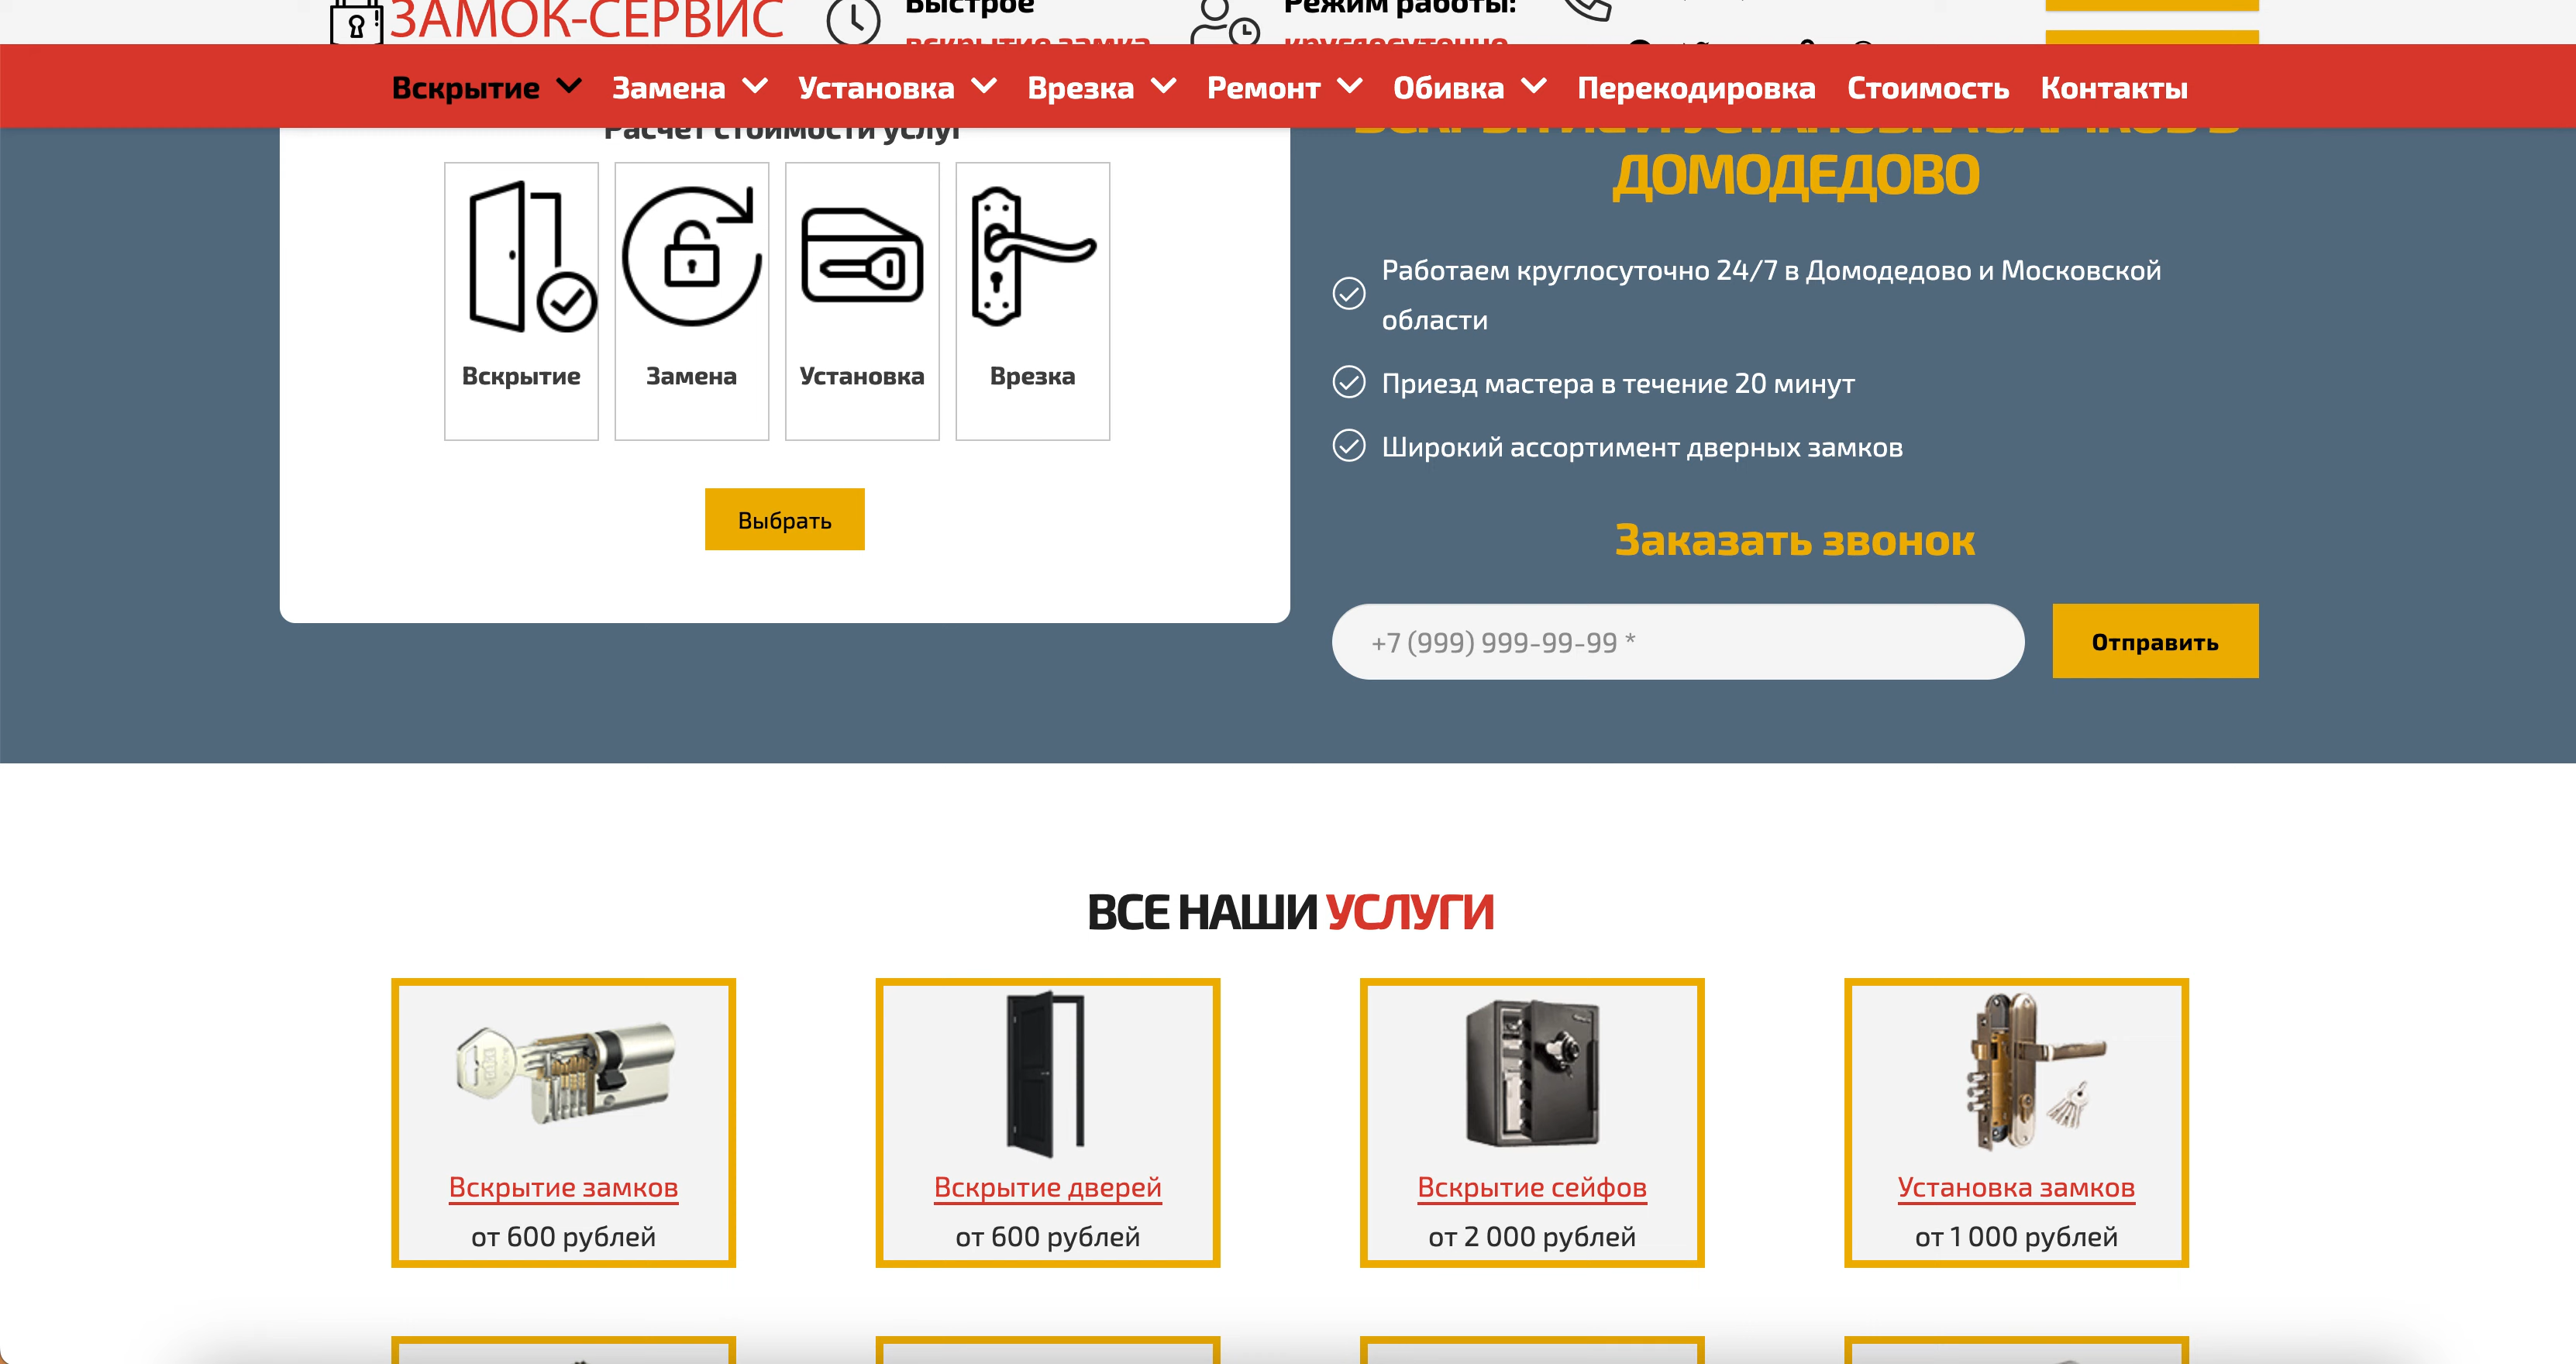 ЗАМОК-СЕРВИС
Быстрое
вскрытие замка
Режим работы:
круглосуточно
Вскрытие
Замена
Установка
Врезка
Ремонт
Обивка
Перекодировка
Стоимость
Контакты
Расчет стоимости услуг
Вскрытие
Замена
Установка
Врезка
Выбрать
ВСКРЫТИЕ И УСТАНОВКА ЗАМКОВ В
ДОМОДЕДОВО
Работаем круглосуточно 24/7 в Домодедово и Московской
области
Приезд мастера в течение 20 минут
Широкий ассортимент дверных замков
Заказать звонок
+7 (999) 999-99-99 *
Отправить
ВСЕ НАШИ УСЛУГИ
Вскрытие замков
от 600 рублей
Вскрытие дверей
от 600 рублей
Вскрытие сейфов
от 2 000 рублей
Установка замков
от 1 000 рублей